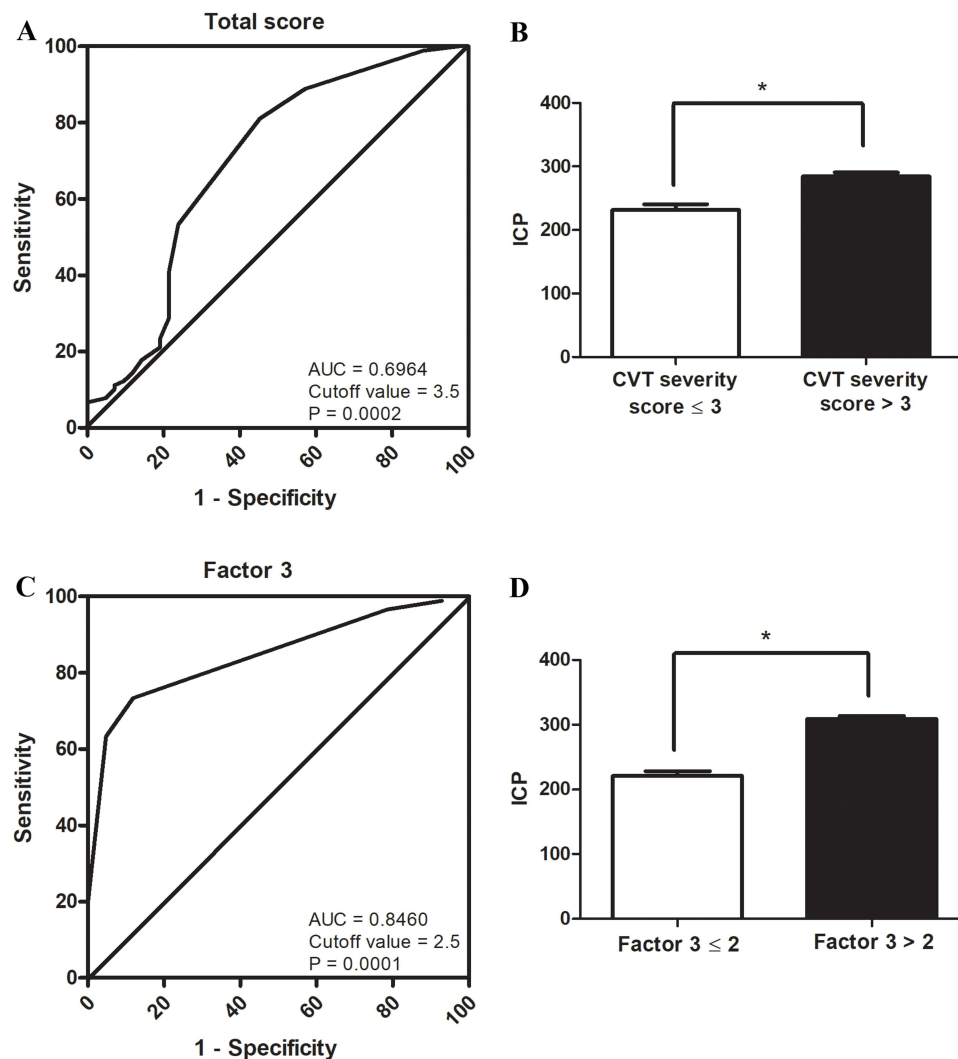 A
Total score
100
80
60
40
20
0
Sensitivity
0
20
40
60
80
100
1 - Specificity
AUC = 0.6964
Cutoff value = 3.5
P = 0.0002
B
*
400
300
200
100
0
ICP
CVT severity
score ≤ 3
CVT severity
score > 3
C
Factor 3
100
80
60
40
20
0
Sensitivity
0
20
40
60
80
100
1 - Specificity
AUC = 0.8460
Cutoff value = 2.5
P = 0.0001
D
*
400
300
200
100
0
ICP
Factor 3 ≤ 2
Factor 3 > 2